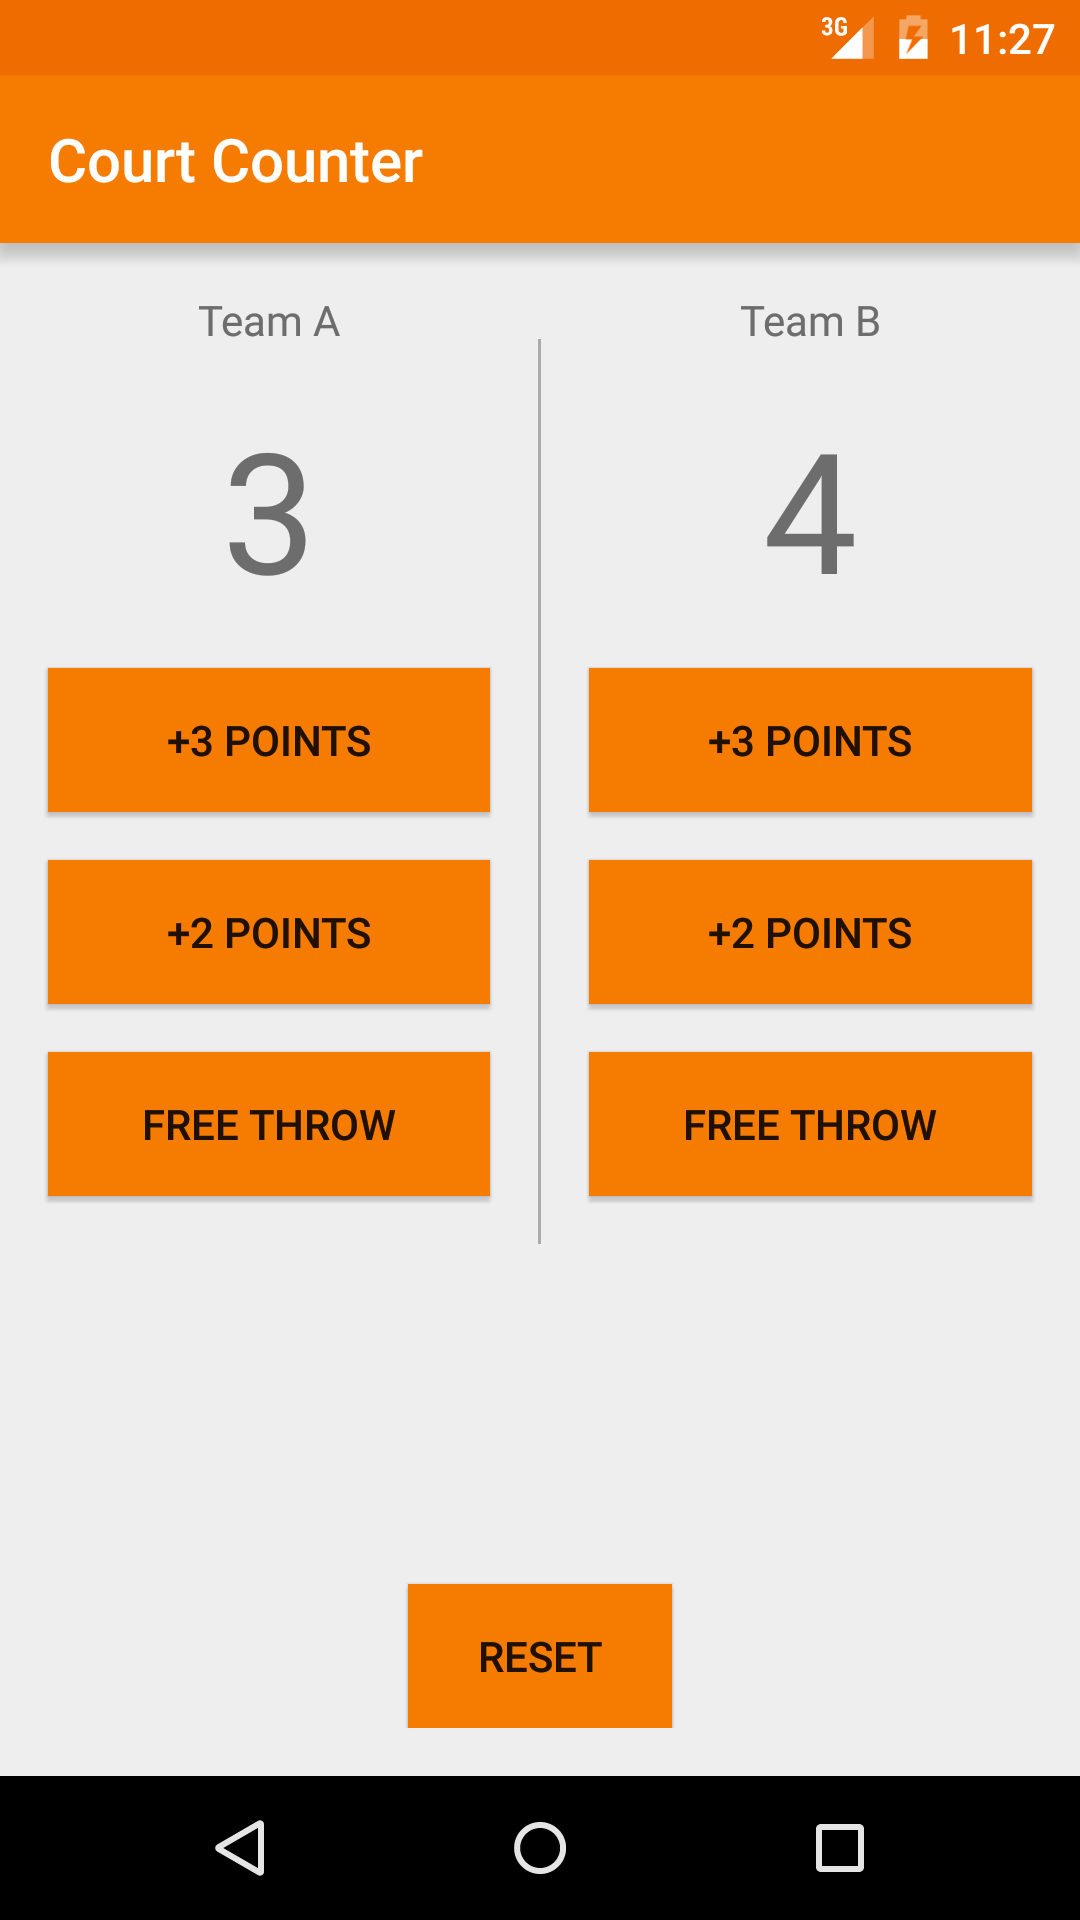 3G 11:27
Court Counter
Team A Team B
3 4
+3 POINTS +3 POINTS
+2 POINTS +2 POINTS
FREE THROW FREE THROW
RESET